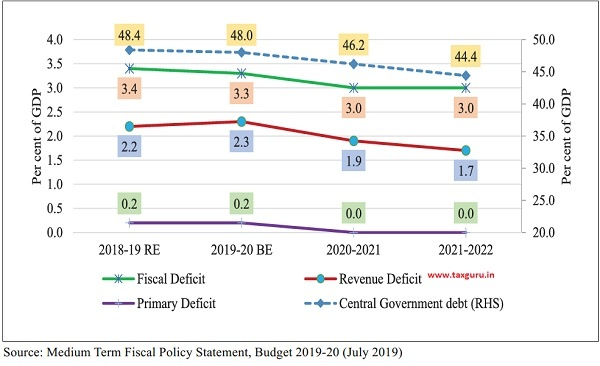 48.4 48.0 46.2 44.4
4.0 3.5 3.0 2.5 2.0 1.5 1.0 0.5 0.0
Per cent of GDP
50.0 45.0 40.0 35.0 30.0 25.0 20.0
Per cent of GDP
3.4 3.3 3.0 3.0
2.2 2.3 1.9 1.7
0.2 0.2 0.0 0.0
2018-19 RE 2019-20 BE 2020-2021 2021-2022
www.taxguru.in
Fiscal Deficit Revenue Deficit
Primary Deficit Central Government debt (RHS)
Source: Medium Term Fiscal Policy Statement, Budget 2019-20 (July 2019)